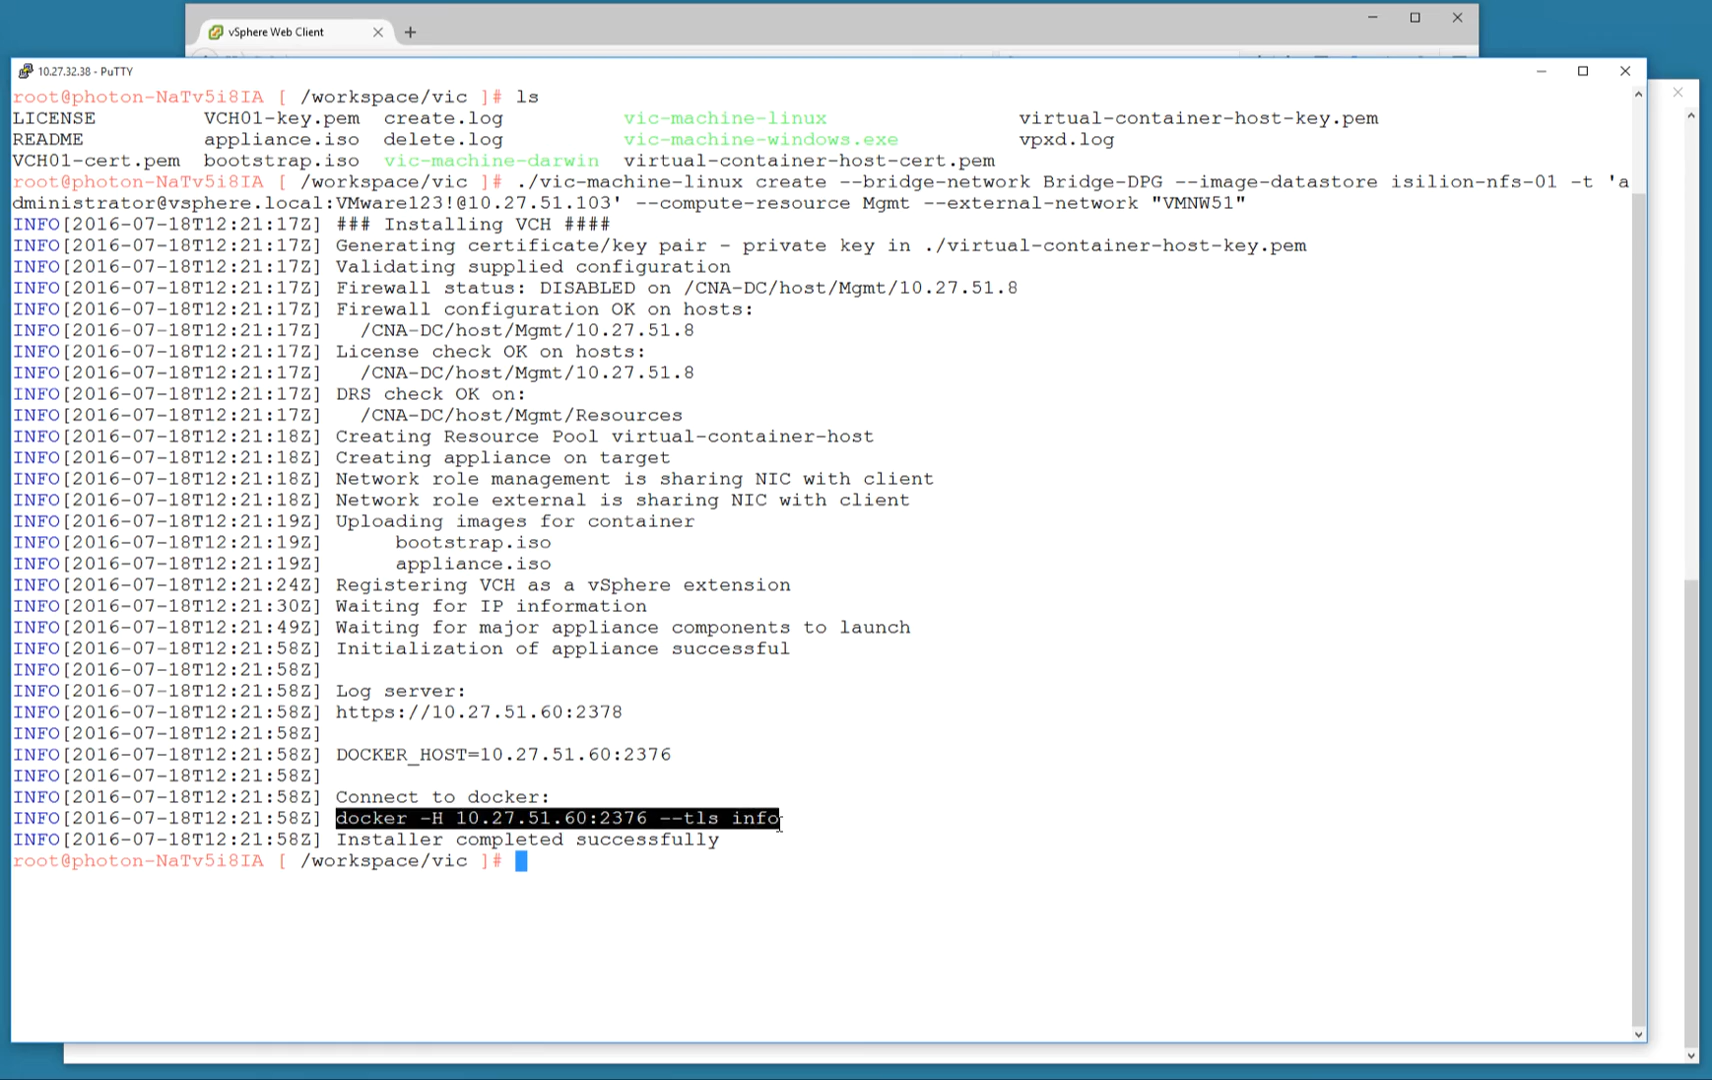 vSphere Web Client
10.27.32.38 - PuTTY
root@photon-NaTv5i8IA [ /workspace/vic ]# ls
LICENSE VCH01-key.pem create.log vic-machine-linux virtual-container-host-key.pem
README appliance.iso delete.log vic-machine-windows.exe vpxd.log
VCH01-cert.pem bootstrap.iso vic-machine-darwin virtual-container-host-cert.pem
root@photon-NaTv5i8IA [ /workspace/vic ]# ./vic-machine-linux create --bridge-network Bridge-DPG --image-datastore isilion-nfs-01 -t 'a
dministrator@vsphere.local:VMware123!@10.27.51.103' --compute-resource Mgmt --external-network "VMNW51"
INFO[2016-07-18T12:21:17Z] ### Installing VCH ####
INFO[2016-07-18T12:21:17Z] Generating certificate/key pair - private key in ./virtual-container-host-key.pem
INFO[2016-07-18T12:21:17Z] Validating supplied configuration
INFO[2016-07-18T12:21:17Z] Firewall status: DISABLED on /CNA-DC/host/Mgmt/10.27.51.8
INFO[2016-07-18T12:21:17Z] Firewall configuration OK on hosts:
INFO[2016-07-18T12:21:17Z] /CNA-DC/host/Mgmt/10.27.51.8
INFO[2016-07-18T12:21:17Z] License check OK on hosts:
INFO[2016-07-18T12:21:17Z] /CNA-DC/host/Mgmt/10.27.51.8
INFO[2016-07-18T12:21:17Z] DRS check OK on:
INFO[2016-07-18T12:21:17Z] /CNA-DC/host/Mgmt/Resources
INFO[2016-07-18T12:21:18Z] Creating Resource Pool virtual-container-host
INFO[2016-07-18T12:21:18Z] Creating appliance on target
INFO[2016-07-18T12:21:18Z] Network role management is sharing NIC with client
INFO[2016-07-18T12:21:18Z] Network role external is sharing NIC with client
INFO[2016-07-18T12:21:19Z] Uploading images for container
INFO[2016-07-18T12:21:19Z] bootstrap.iso
INFO[2016-07-18T12:21:19Z] appliance.iso
INFO[2016-07-18T12:21:24Z] Registering VCH as a vSphere extension
INFO[2016-07-18T12:21:30Z] Waiting for IP information
INFO[2016-07-18T12:21:49Z] Waiting for major appliance components to launch
INFO[2016-07-18T12:21:58Z] Initialization of appliance successful
INFO[2016-07-18T12:21:58Z]
INFO[2016-07-18T12:21:58Z] Log server:
INFO[2016-07-18T12:21:58Z] https://10.27.51.60:2378
INFO[2016-07-18T12:21:58Z]
INFO[2016-07-18T12:21:58Z] DOCKER_HOST=10.27.51.60:2376
INFO[2016-07-18T12:21:58Z]
INFO[2016-07-18T12:21:58Z] Connect to docker:
INFO[2016-07-18T12:21:58Z] docker -H 10.27.51.60:2376 --tls info
INFO[2016-07-18T12:21:58Z] Installer completed successfully
root@photon-NaTv5i8IA [ /workspace/vic ]#